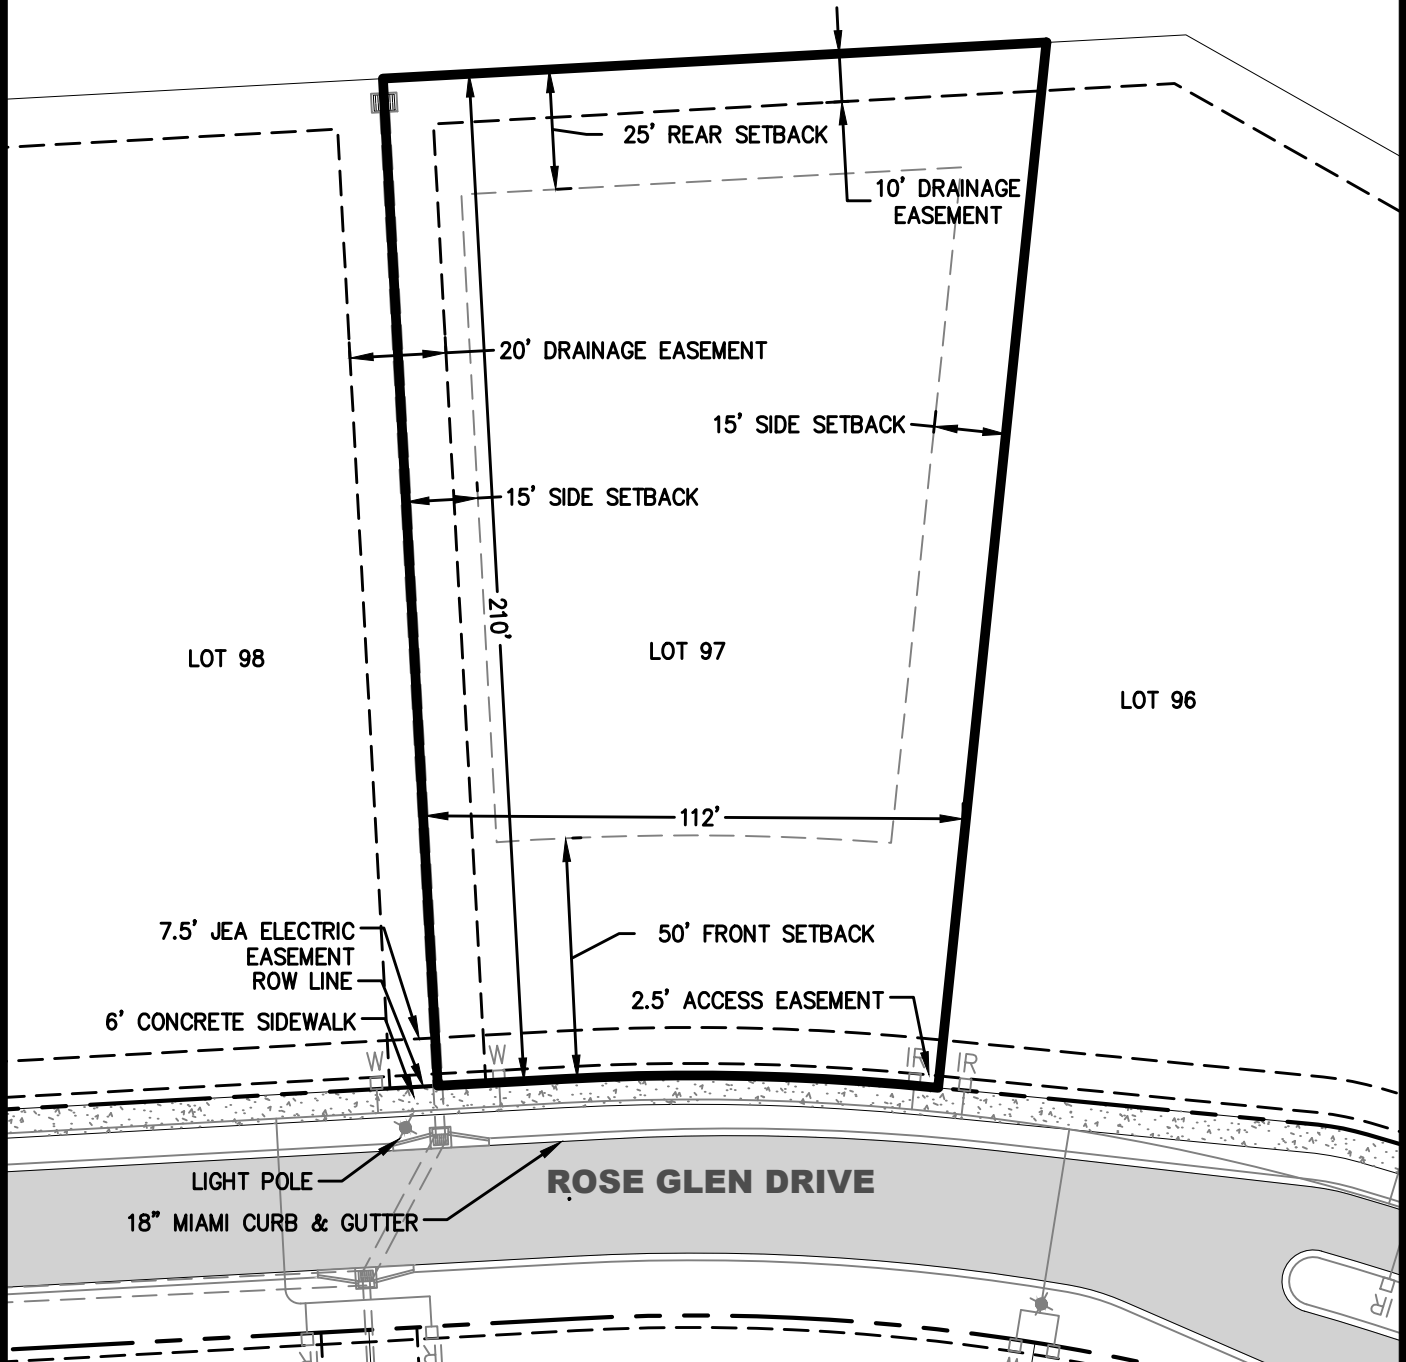 25' REAR SETBACK
10' DRAINAGE
EASEMENT
20' DRAINAGE EASEMENT
15' SIDE SETBACK
15' SIDE SETBACK
210'
LOT 98
LOT 97
LOT 96
112'
7.5' JEA ELECTRIC
EASEMENT
50' FRONT SETBACK
ROW LINE
2.5' ACCESS EASEMENT
6' CONCRETE SIDEWALK
W
W
IR
IR
LIGHT POLE
ROSE GLEN DRIVE
18" MIAMI CURB & GUTTER
IR